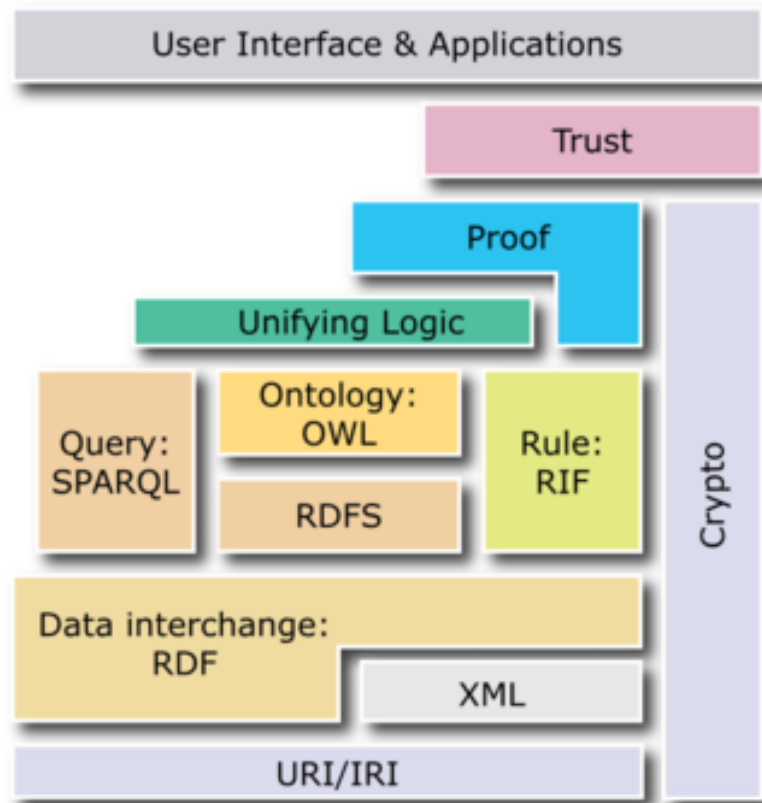 User Interface & Applications
Trust
Proof
Unifying Logic
Query:
SPARQL
Ontology:
OWL
RDFS
Rule:
RIF
Crypto
Data interchange:
RDF
XML
URI/IRI